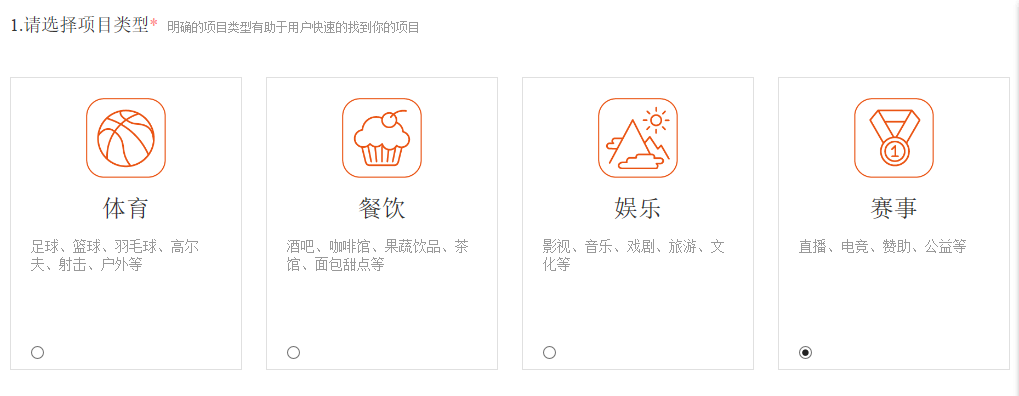 1.请选择项目类型* 明确的项目类型有助于用户快速的找到你的项目
体育
足球、篮球、羽毛球、高尔
夫、射击、户外等
餐饮
酒吧、咖啡馆、果蔬饮品、茶
馆、面包甜点等
娱乐
影视、音乐、戏剧、旅游、文
化等
1
赛事
直播、电竞、赞助、公益等